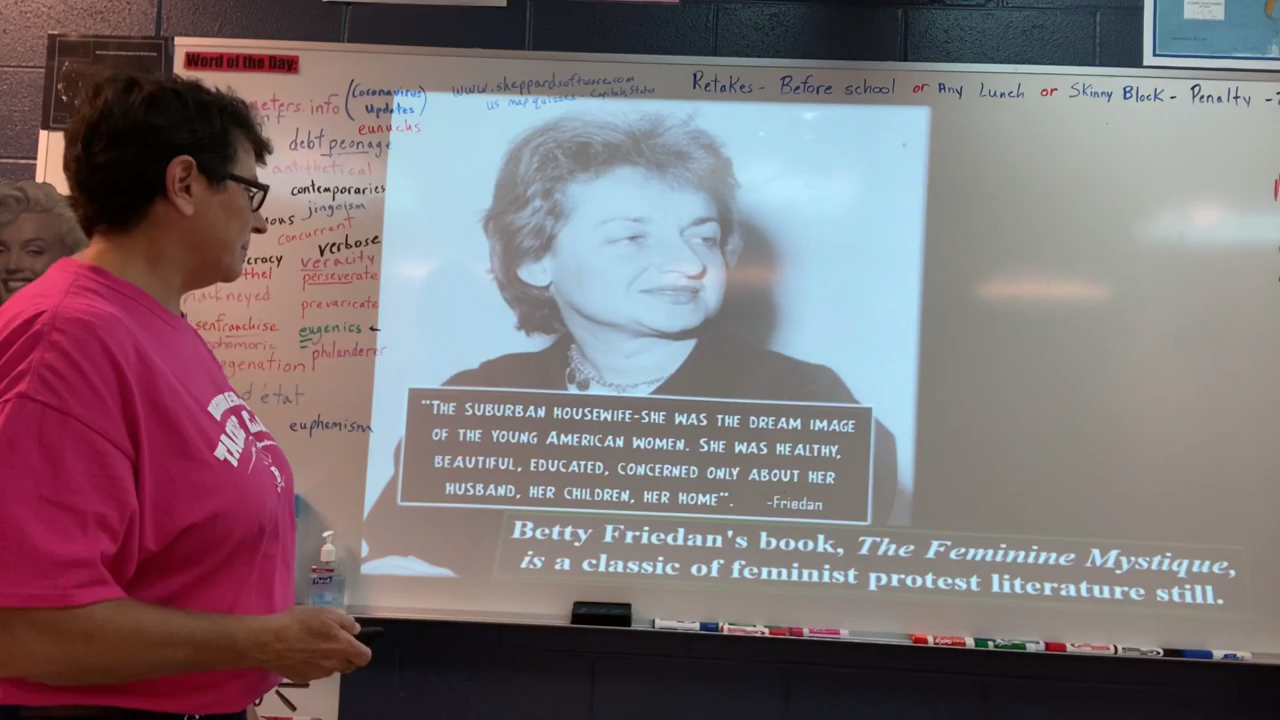 Word of the Day:
meters.info (Coronavirus Updates)
www.sheppardsoftware.com
us map quizzes - Capitals, States
Retakes - Before school or Any Lunch or Skinny Block - Penalty -
eunuchs
debt peonage
antithetical
contemporaries
jingoism
concurrent
verbose
veracity
perseverate
hackneyed
prevaricate
eugenics
philanderer
d'état
euphemism
"THE SUBURBAN HOUSEWIFE-SHE WAS THE DREAM IMAGE
OF THE YOUNG AMERICAN WOMEN. SHE WAS HEALTHY,
BEAUTIFUL, EDUCATED, CONCERNED ONLY ABOUT HER
HUSBAND, HER CHILDREN, HER HOME".
-Friedan
Betty Friedan's book, The Feminine Mystique,
is a classic of feminist protest literature still.
Purell